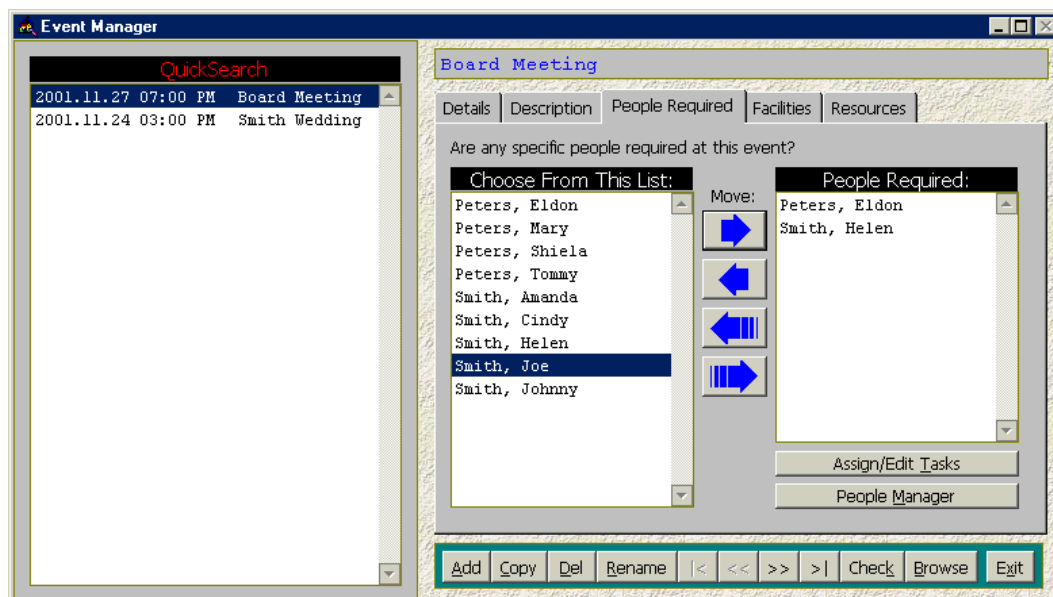 Event Manager
QuickSearch
2001.11.27 07:00 PM Board Meeting
2001.11.24 03:00 PM Smith Wedding
Board Meeting
Details Description People Required Facilities Resources
Are any specific people required at this event?
Choose From This List:
Peters, Eldon
Peters, Mary
Peters, Shiela
Peters, Tommy
Smith, Amanda
Smith, Cindy
Smith, Helen
Smith, Joe
Smith, Johnny
Move:
People Required:
Peters, Eldon
Smith, Helen
Assign/Edit Tasks
People Manager
Add Copy Del Rename |< << >> >| Check Browse Exit